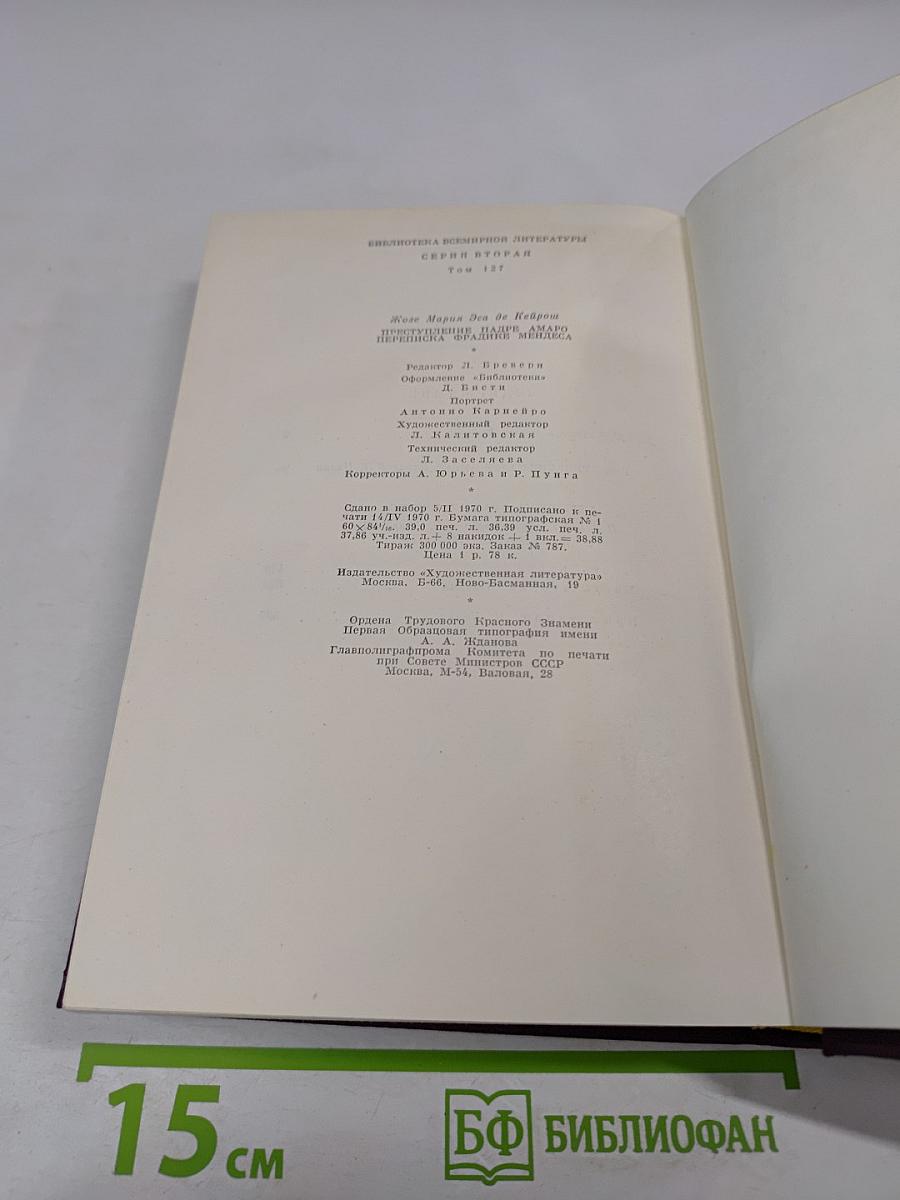 БИБЛИОТЕКА ВСЕМИРНОЙ ЛИТЕРАТУРЫ
СЕРИЯ ВТОРАЯ
Том 127
Жозе Мария Эса де Кейрош
ПРЕСТУПЛЕНИЕ ПАДРЕ АМАРО
ПЕРЕПИСКА ФРАДИКЕ МЕНДЕСА
*
Редактор Л. Бревери
Оформление «Библиотеки»
Д. Бисти
Портрет
Антонио Карнейро
Художественный редактор
Л. Калитовская
Технический редактор
Л. Заселяева
Корректоры А. Юрьева и Р. Пунга
*
Сдано в набор 5/II 1970 г. Подписано к пе-
чати 14/IV 1970 г. Бумага типографская № 1
60×84 1/16. 39,0 печ. л. 36,39 усл. печ. л.
37,86 уч.-изд. л.+ 8 накидок + 1 вкл.= 38,88
Тираж 300 000 экз. Заказ № 787.
Цена 1 р. 78 к.
Издательство «Художественная литература»
Москва, Б-66, Ново-Басманная, 19
*
Ордена Трудового Красного Знамени
Первая Образцовая типография имени
А. А. Жданова
Главполиграфпрома Комитета по печати
при Совете Министров СССР
Москва, М-54, Валовая, 28
15 см
БФ БИБЛИОФАН